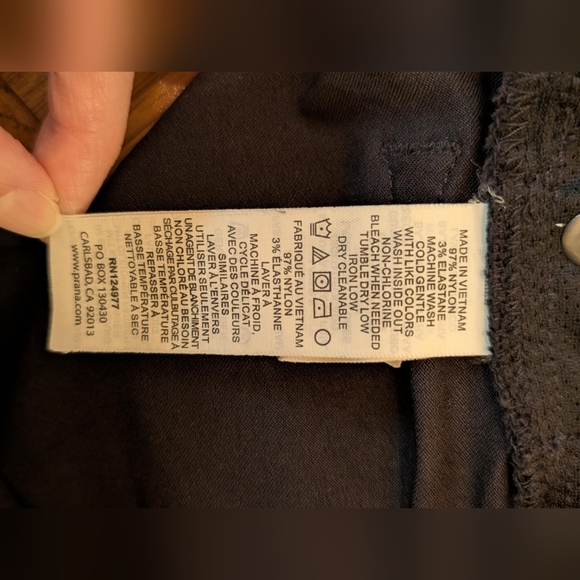 MADE IN VIETNAM
97% NYLON
3% ELASTANE
MACHINE WASH
COLD GENTLE
WITH LIKE COLORS
WASH INSIDE OUT
NON-CHLORINE
BLEACH WHEN NEEDED
TUMBLE DRY LOW
IRON LOW
DRY CLEANABLE
FABRIQUÉ AU VIETNAM
97% NYLON
3% ÉLASTHANNE
LAVER À LA
MACHINE À FROID,
CYCLE DÉLICAT
AVEC DES COULEURS
SIMILAIRES
LAVER À L'ENVERS
UTILISER SEULEMENT
UN AGENT DE BLANCHIMENT
NON CHLORÉ AU BESOIN
SÉCHAGE PAR CULBUTAGE À
BASSE TEMPÉRATURE
REPASSER À
BASSE TEMPÉRATURE
NETTOYABLE À SEC
RN124977
PO BOX 130430
CARLSBAD, CA 92013
www.prana.com